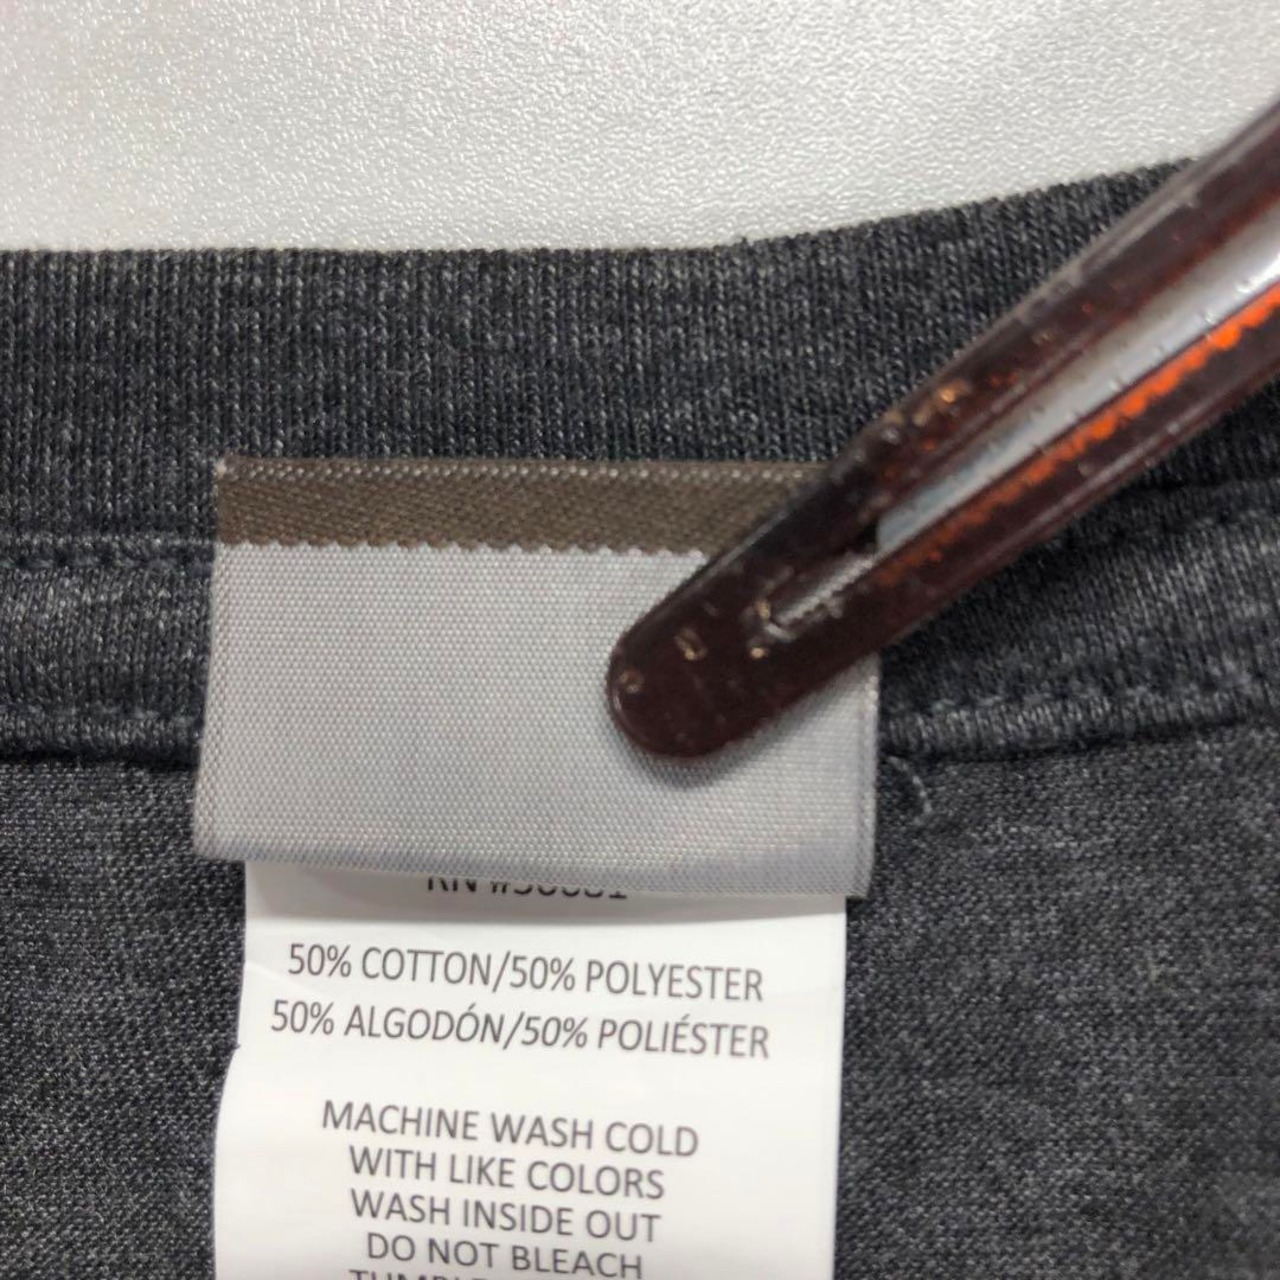 50% COTTON/50% POLYESTER
50% ALGODÓN/50% POLIÉSTER
MACHINE WASH COLD
WITH LIKE COLORS
WASH INSIDE OUT
DO NOT BLEACH